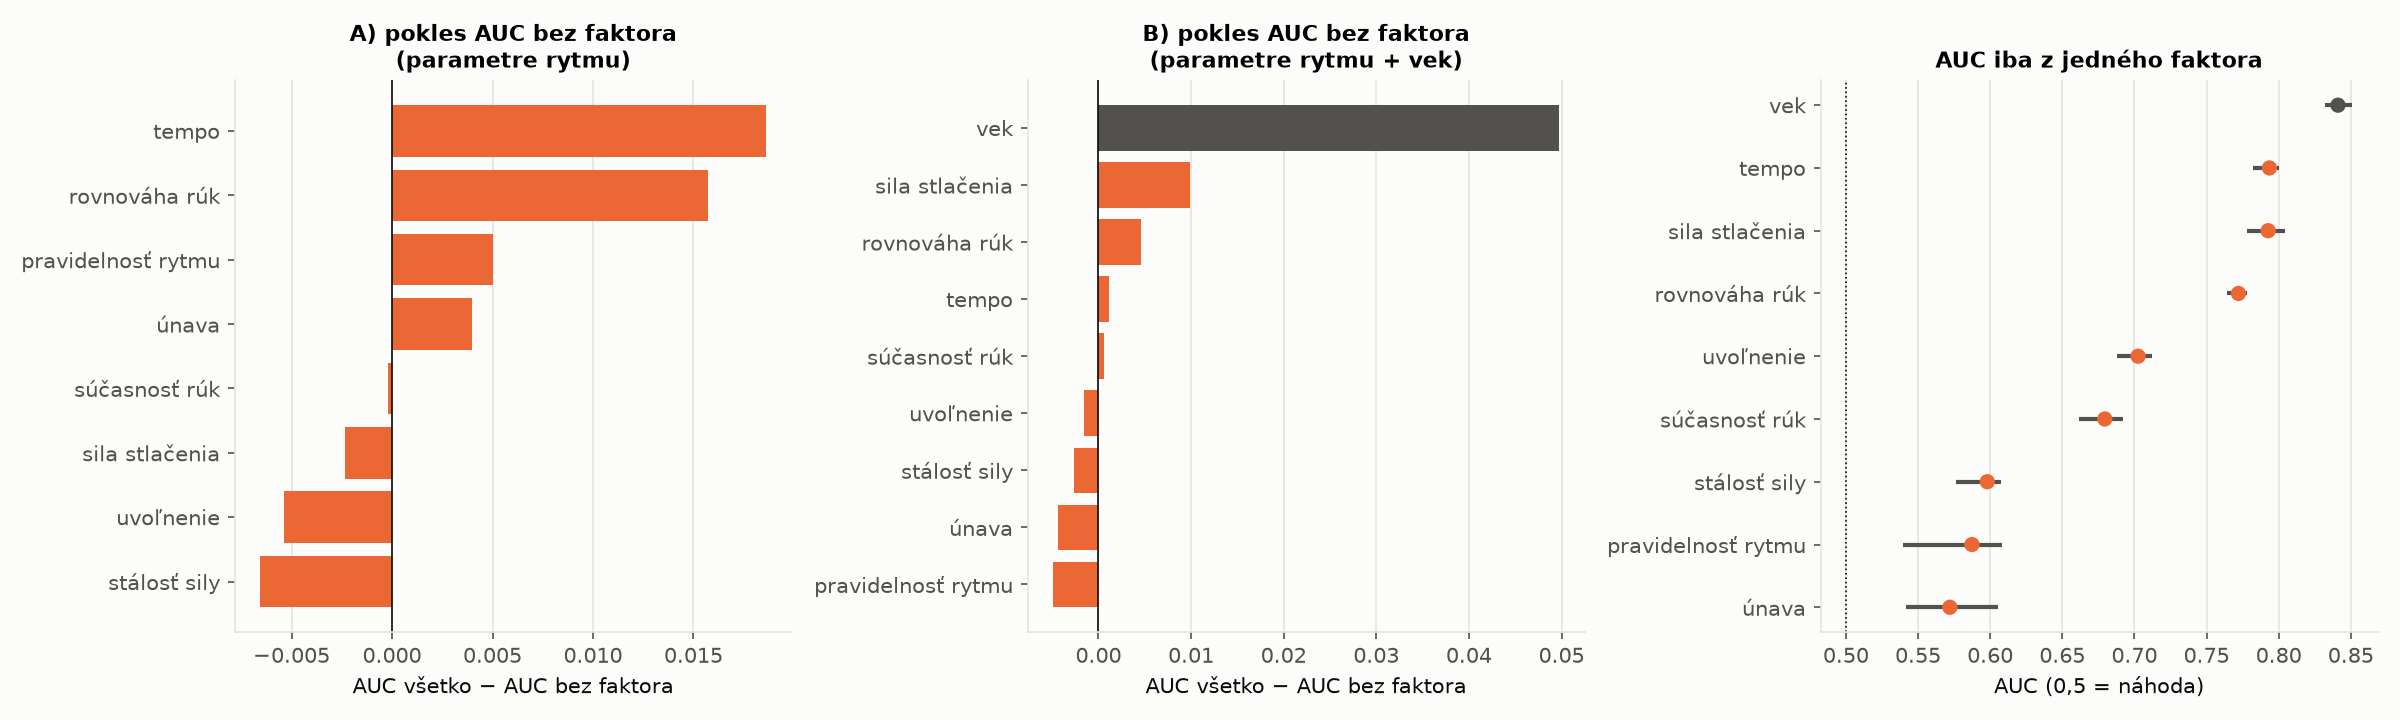 A) pokles AUC bez faktora
(parametre rytmu)
tempo
rovnováha rúk
pravidelnosť rytmu
únava
súčasnosť rúk
sila stlačenia
uvoľnenie
stálosť sily
−0.005 0.000 0.005 0.010 0.015
AUC všetko − AUC bez faktora
B) pokles AUC bez faktora
(parametre rytmu + vek)
vek
sila stlačenia
rovnováha rúk
tempo
súčasnosť rúk
uvoľnenie
stálosť sily
únava
pravidelnosť rytmu
0.00 0.01 0.02 0.03 0.04 0.05
AUC všetko − AUC bez faktora
AUC iba z jedného faktora
vek
tempo
sila stlačenia
rovnováha rúk
uvoľnenie
súčasnosť rúk
stálosť sily
pravidelnosť rytmu
únava
0.50 0.55 0.60 0.65 0.70 0.75 0.80 0.85
AUC (0,5 = náhoda)